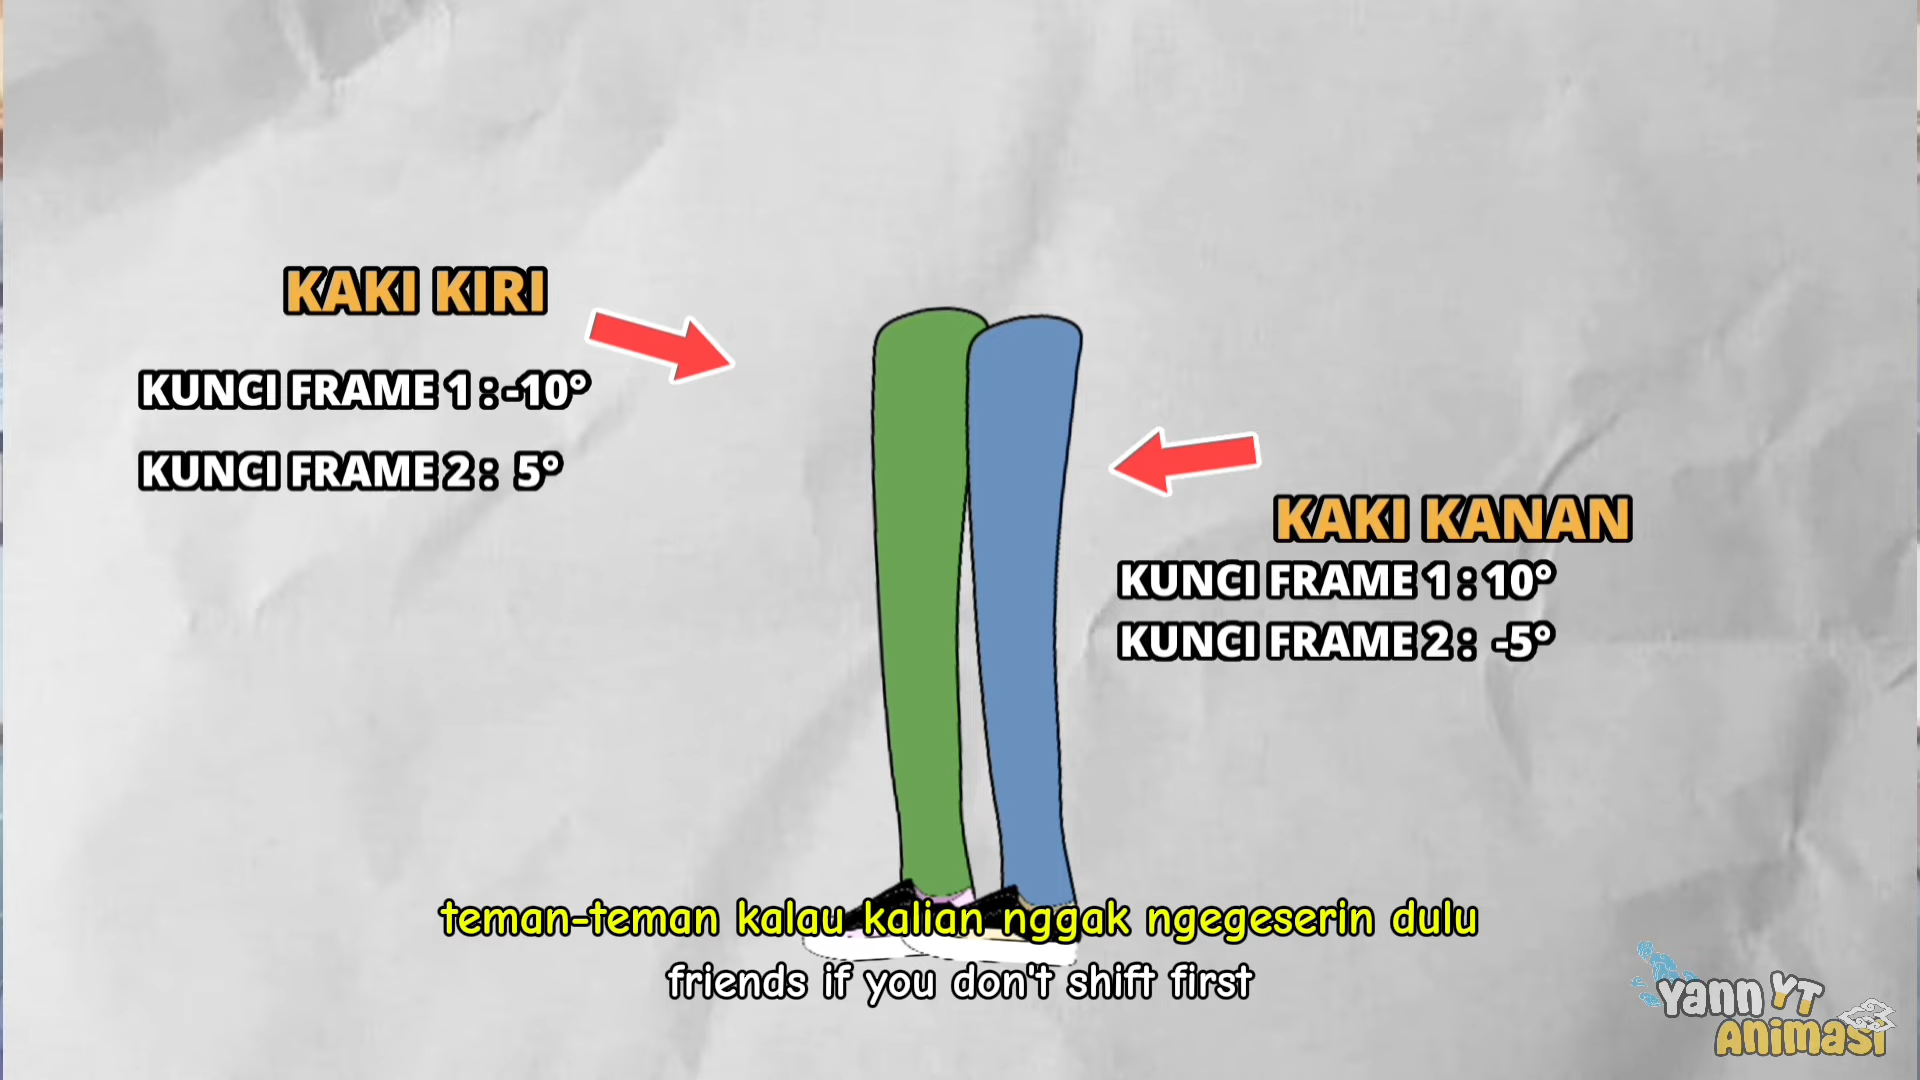 KAKI KIRI
KUNCI FRAME 1 : -10°
KUNCI FRAME 2 : 5°
KAKI KANAN
KUNCI FRAME 1 : 10°
KUNCI FRAME 2 : -5°
teman-teman kalau kalian nggak ngegeserin dulu
friends if you don't shift first
Yann YT
Animasi